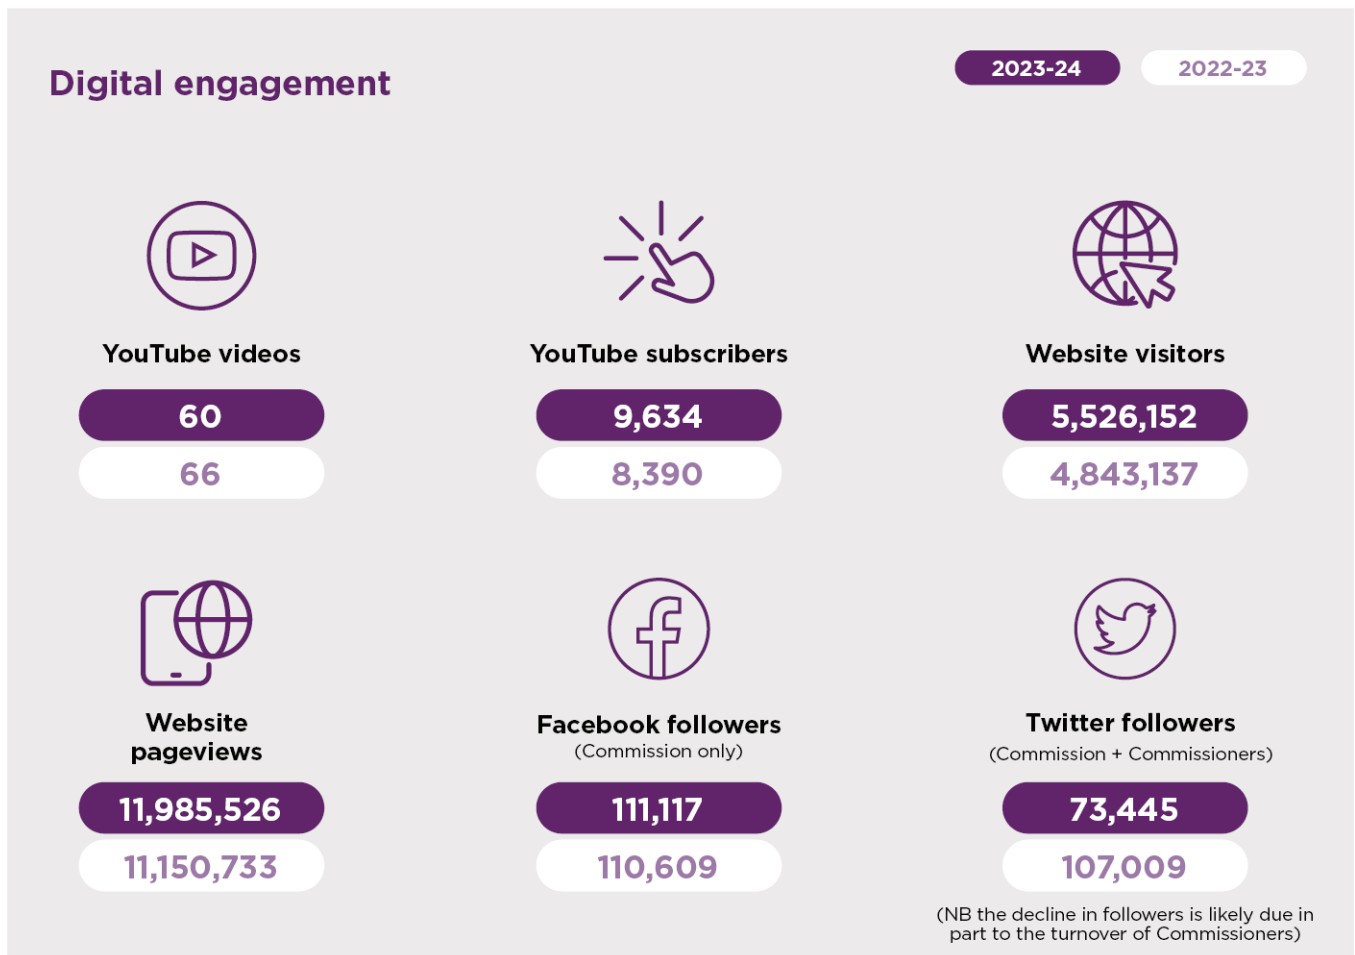 Digital engagement
2023-24
2022-23
YouTube videos
60
66
YouTube subscribers
9,634
8,390
Website visitors
5,526,152
4,843,137
Website
pageviews
11,985,526
11,150,733
Facebook followers
(Commission only)
111,117
110,609
Twitter followers
(Commission + Commissioners)
73,445
107,009
(NB the decline in followers is likely due in
part to the turnover of Commissioners)